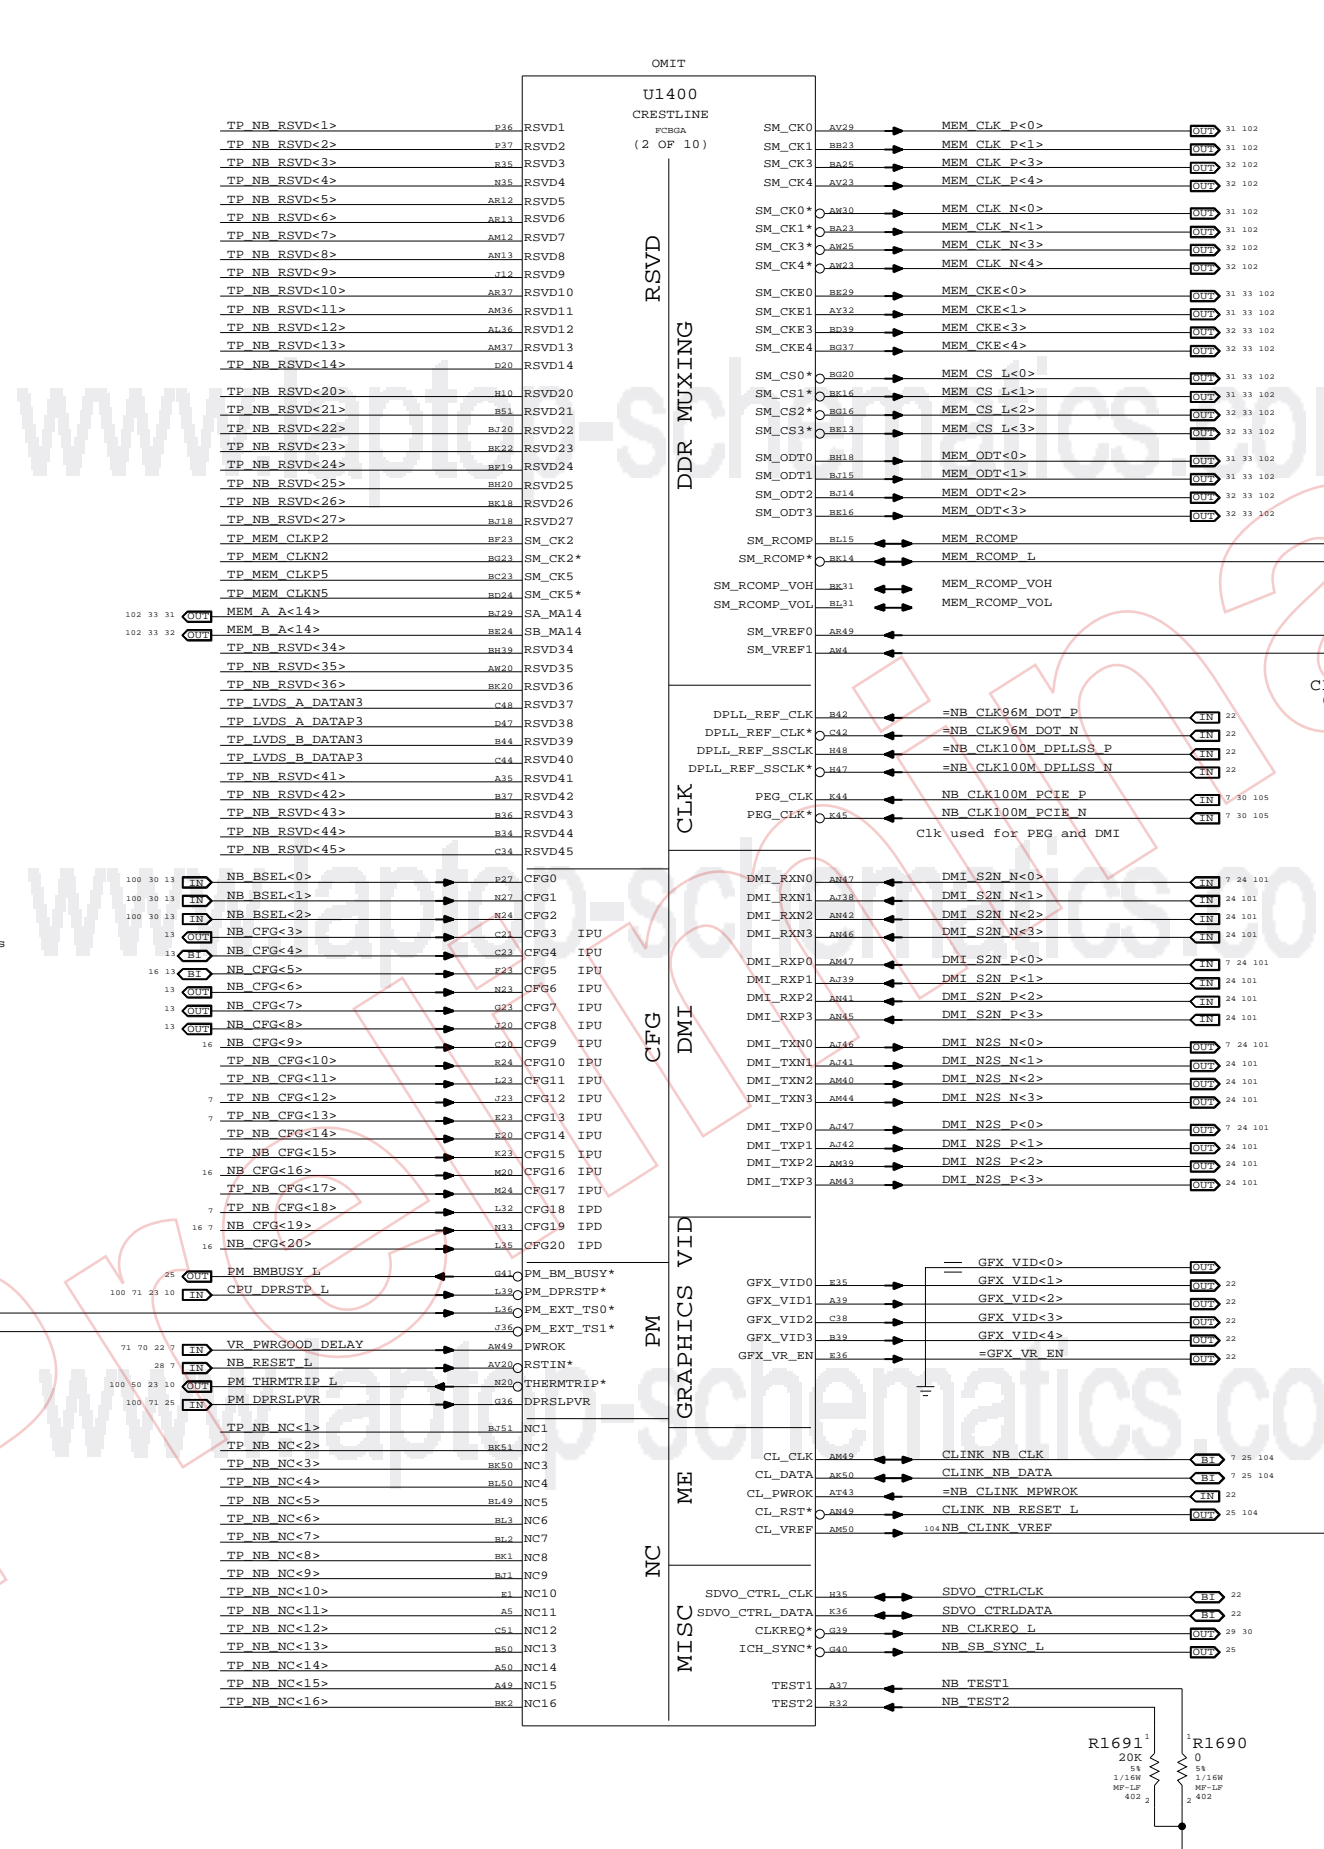 OMIT
U1400
CRESTLINE
FCBGA
(2 OF 10)
RSVD
DDR MUXING
CLK
CFG
DMI
PM
GRAPHICS VID
ME
NC
MISC
TP_NB_RSVD<1> P36 RSVD1
TP_NB_RSVD<2> P37 RSVD2
TP_NB_RSVD<3> R35 RSVD3
TP_NB_RSVD<4> N35 RSVD4
TP_NB_RSVD<5> AR12 RSVD5
TP_NB_RSVD<6> AR13 RSVD6
TP_NB_RSVD<7> AM12 RSVD7
TP_NB_RSVD<8> AN13 RSVD8
TP_NB_RSVD<9> J12 RSVD9
TP_NB_RSVD<10> AR37 RSVD10
TP_NB_RSVD<11> AM36 RSVD11
TP_NB_RSVD<12> AL36 RSVD12
TP_NB_RSVD<13> AM37 RSVD13
TP_NB_RSVD<14> D20 RSVD14
TP_NB_RSVD<20> H10 RSVD20
TP_NB_RSVD<21> B51 RSVD21
TP_NB_RSVD<22> BJ20 RSVD22
TP_NB_RSVD<23> BK22 RSVD23
TP_NB_RSVD<24> BF19 RSVD24
TP_NB_RSVD<25> BH20 RSVD25
TP_NB_RSVD<26> BK18 RSVD26
TP_NB_RSVD<27> BJ18 RSVD27
TP_MEM_CLKP2 BF23 SM_CK2
TP_MEM_CLKN2 BG23 SM_CK2*
TP_MEM_CLKP5 BC23 SM_CK5
TP_MEM_CLKN5 BD24 SM_CK5*
102 33 31 OUT MEM_A_A<14> BJ29 SA_MA14
102 33 32 OUT MEM_B_A<14> BE24 SB_MA14
TP_NB_RSVD<34> BH39 RSVD34
TP_NB_RSVD<35> AW20 RSVD35
TP_NB_RSVD<36> BK20 RSVD36
TP_LVDS_A_DATAN3 C48 RSVD37
TP_LVDS_A_DATAP3 D47 RSVD38
TP_LVDS_B_DATAN3 B44 RSVD39
TP_LVDS_B_DATAP3 C44 RSVD40
TP_NB_RSVD<41> A35 RSVD41
TP_NB_RSVD<42> B37 RSVD42
TP_NB_RSVD<43> B36 RSVD43
TP_NB_RSVD<44> B34 RSVD44
TP_NB_RSVD<45> C34 RSVD45
100 30 13 IN NB_BSEL<0> P27 CFG0
100 30 13 IN NB_BSEL<1> N27 CFG1
100 30 13 IN NB_BSEL<2> N24 CFG2
13 OUT NB_CFG<3> C21 CFG3 IPU
13 BI NB_CFG<4> C23 CFG4 IPU
16 13 BI NB_CFG<5> F23 CFG5 IPU
13 OUT NB_CFG<6> N23 CFG6 IPU
13 OUT NB_CFG<7> G23 CFG7 IPU
13 OUT NB_CFG<8> J20 CFG8 IPU
16 NB_CFG<9> C20 CFG9 IPU
TP_NB_CFG<10> R24 CFG10 IPU
TP_NB_CFG<11> L23 CFG11 IPU
7 TP_NB_CFG<12> J23 CFG12 IPU
7 TP_NB_CFG<13> E23 CFG13 IPU
TP_NB_CFG<14> E20 CFG14 IPU
TP_NB_CFG<15> K23 CFG15 IPU
16 NB_CFG<16> M20 CFG16 IPU
TP_NB_CFG<17> M24 CFG17 IPU
7 TP_NB_CFG<18> L32 CFG18 IPD
16 7 NB_CFG<19> N33 CFG19 IPD
16 NB_CFG<20> L35 CFG20 IPD
25 OUT PM_BMBUSY_L G41 PM_BM_BUSY*
100 71 23 10 IN CPU_DPRSTP_L L39 PM_DPRSTP*
L36 PM_EXT_TS0*
J36 PM_EXT_TS1*
71 70 22 7 IN VR_PWRGOOD_DELAY AW49 PWROK
28 7 IN NB_RESET_L AV20 RSTIN*
100 50 23 10 OUT PM_THRMTRIP_L N20 THERMTRIP*
100 71 25 IN PM_DPRSLPVR G36 DPRSLPVR
TP_NB_NC<1> BJ51 NC1
TP_NB_NC<2> BK51 NC2
TP_NB_NC<3> BK50 NC3
TP_NB_NC<4> BL50 NC4
TP_NB_NC<5> BL49 NC5
TP_NB_NC<6> BL3 NC6
TP_NB_NC<7> BL2 NC7
TP_NB_NC<8> BK1 NC8
TP_NB_NC<9> BJ1 NC9
TP_NB_NC<10> E1 NC10
TP_NB_NC<11> A5 NC11
TP_NB_NC<12> C51 NC12
TP_NB_NC<13> B50 NC13
TP_NB_NC<14> A50 NC14
TP_NB_NC<15> A49 NC15
TP_NB_NC<16> BK2 NC16
SM_CK0 AV29 MEM_CLK_P<0> OUT 31 102
SM_CK1 BB23 MEM_CLK_P<1> OUT 31 102
SM_CK3 BA25 MEM_CLK_P<3> OUT 32 102
SM_CK4 AV23 MEM_CLK_P<4> OUT 32 102
SM_CK0* AW30 MEM_CLK_N<0> OUT 31 102
SM_CK1* BA23 MEM_CLK_N<1> OUT 31 102
SM_CK3* AW25 MEM_CLK_N<3> OUT 32 102
SM_CK4* AW23 MEM_CLK_N<4> OUT 32 102
SM_CKE0 BE29 MEM_CKE<0> OUT 31 33 102
SM_CKE1 AY32 MEM_CKE<1> OUT 31 33 102
SM_CKE3 BD39 MEM_CKE<3> OUT 32 33 102
SM_CKE4 BG37 MEM_CKE<4> OUT 32 33 102
SM_CS0* BG20 MEM_CS_L<0> OUT 31 33 102
SM_CS1* BK16 MEM_CS_L<1> OUT 31 33 102
SM_CS2* BG16 MEM_CS_L<2> OUT 32 33 102
SM_CS3* BE13 MEM_CS_L<3> OUT 32 33 102
SM_ODT0 BH18 MEM_ODT<0> OUT 31 33 102
SM_ODT1 BJ15 MEM_ODT<1> OUT 31 33 102
SM_ODT2 BJ14 MEM_ODT<2> OUT 32 33 102
SM_ODT3 BE16 MEM_ODT<3> OUT 32 33 102
SM_RCOMP BL15 MEM_RCOMP
SM_RCOMP* BK14 MEM_RCOMP_L
SM_RCOMP_VOH BK31 MEM_RCOMP_VOH
SM_RCOMP_VOL BL31 MEM_RCOMP_VOL
SM_VREF0 AR49
SM_VREF1 AW4
DPLL_REF_CLK B42 =NB_CLK96M_DOT_P IN 22
DPLL_REF_CLK* C42 =NB_CLK96M_DOT_N IN 22
DPLL_REF_SSCLK H48 =NB_CLK100M_DPLLSS_P IN 22
DPLL_REF_SSCLK* H47 =NB_CLK100M_DPLLSS_N IN 22
PEG_CLK K44 NB_CLK100M_PCIE_P IN 7 30 105
PEG_CLK* K45 NB_CLK100M_PCIE_N IN 7 30 105
Clk used for PEG and DMI
DMI_RXN0 AN47 DMI_S2N_N<0> IN 7 24 101
DMI_RXN1 AJ38 DMI_S2N_N<1> IN 24 101
DMI_RXN2 AN42 DMI_S2N_N<2> IN 24 101
DMI_RXN3 AN46 DMI_S2N_N<3> IN 24 101
DMI_RXP0 AM47 DMI_S2N_P<0> IN 7 24 101
DMI_RXP1 AJ39 DMI_S2N_P<1> IN 24 101
DMI_RXP2 AN41 DMI_S2N_P<2> IN 24 101
DMI_RXP3 AN45 DMI_S2N_P<3> IN 24 101
DMI_TXN0 AJ46 DMI_N2S_N<0> OUT 7 24 101
DMI_TXN1 AJ41 DMI_N2S_N<1> OUT 24 101
DMI_TXN2 AM40 DMI_N2S_N<2> OUT 24 101
DMI_TXN3 AM44 DMI_N2S_N<3> OUT 24 101
DMI_TXP0 AJ47 DMI_N2S_P<0> OUT 7 24 101
DMI_TXP1 AJ42 DMI_N2S_P<1> OUT 24 101
DMI_TXP2 AM39 DMI_N2S_P<2> OUT 24 101
DMI_TXP3 AM43 DMI_N2S_P<3> OUT 24 101
GFX_VID<0> OUT
GFX_VID0 E35 GFX_VID<1> OUT 22
GFX_VID1 A39 GFX_VID<2> OUT 22
GFX_VID2 C38 GFX_VID<3> OUT 22
GFX_VID3 B39 GFX_VID<4> OUT 22
GFX_VR_EN E36 =GFX_VR_EN OUT 22
CL_CLK AM49 CLINK_NB_CLK BI 7 25 104
CL_DATA AK50 CLINK_NB_DATA BI 7 25 104
CL_PWROK AT43 =NB_CLINK_MPWROK IN 22
CL_RST* AN49 CLINK_NB_RESET_L OUT 25 104
CL_VREF AM50 104 NB_CLINK_VREF
SDVO_CTRL_CLK H35 SDVO_CTRLCLK BI 22
SDVO_CTRL_DATA K36 SDVO_CTRLDATA BI 22
CLKREQ* G39 NB_CLKREQ_L OUT 29 30
ICH_SYNC* G40 NB_SB_SYNC_L OUT 25
TEST1 A37 NB_TEST1
TEST2 R32 NB_TEST2
R1691 1
20K
5%
1/16W
MF-LF
402 2
1 R1690
0
5%
1/16W
MF-LF
2 402
www.laptop-schematics.co
www.laptop-schematics.co
www.laptop-schematics.co
prelimina